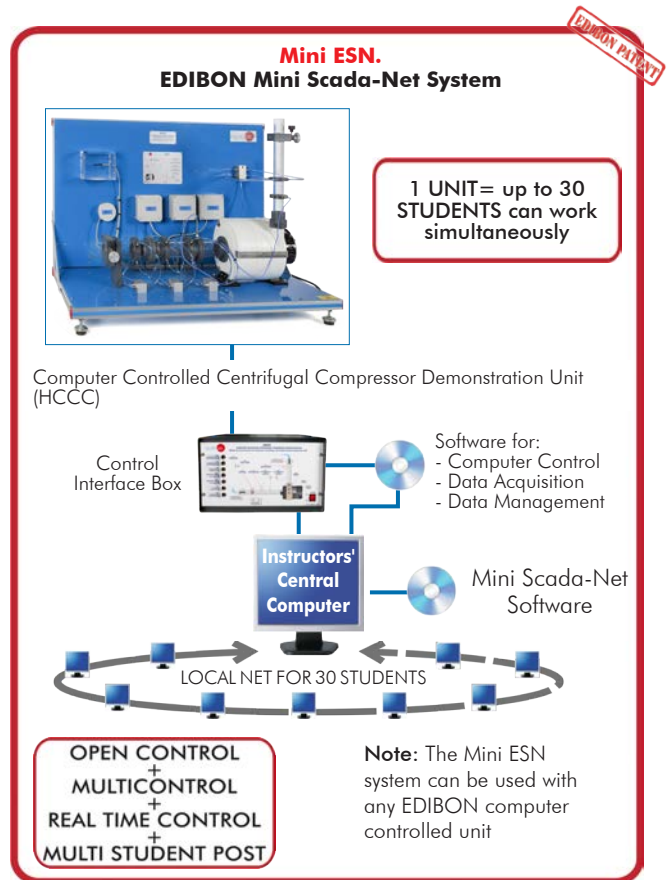 EDIBON PATENT
Mini ESN.
EDIBON Mini Scada-Net System
1 UNIT= up to 30
STUDENTS can work
simultaneously
Computer Controlled Centrifugal Compressor Demonstration Unit
(HCCC)
Control
Interface Box
Software for:
- Computer Control
- Data Acquisition
- Data Management
Instructors'
Central
Computer
Mini Scada-Net
Software
LOCAL NET FOR 30 STUDENTS
OPEN CONTROL
+
MULTICONTROL
+
REAL TIME CONTROL
+
MULTI STUDENT POST
Note: The Mini ESN
system can be used with
any EDIBON computer
controlled unit